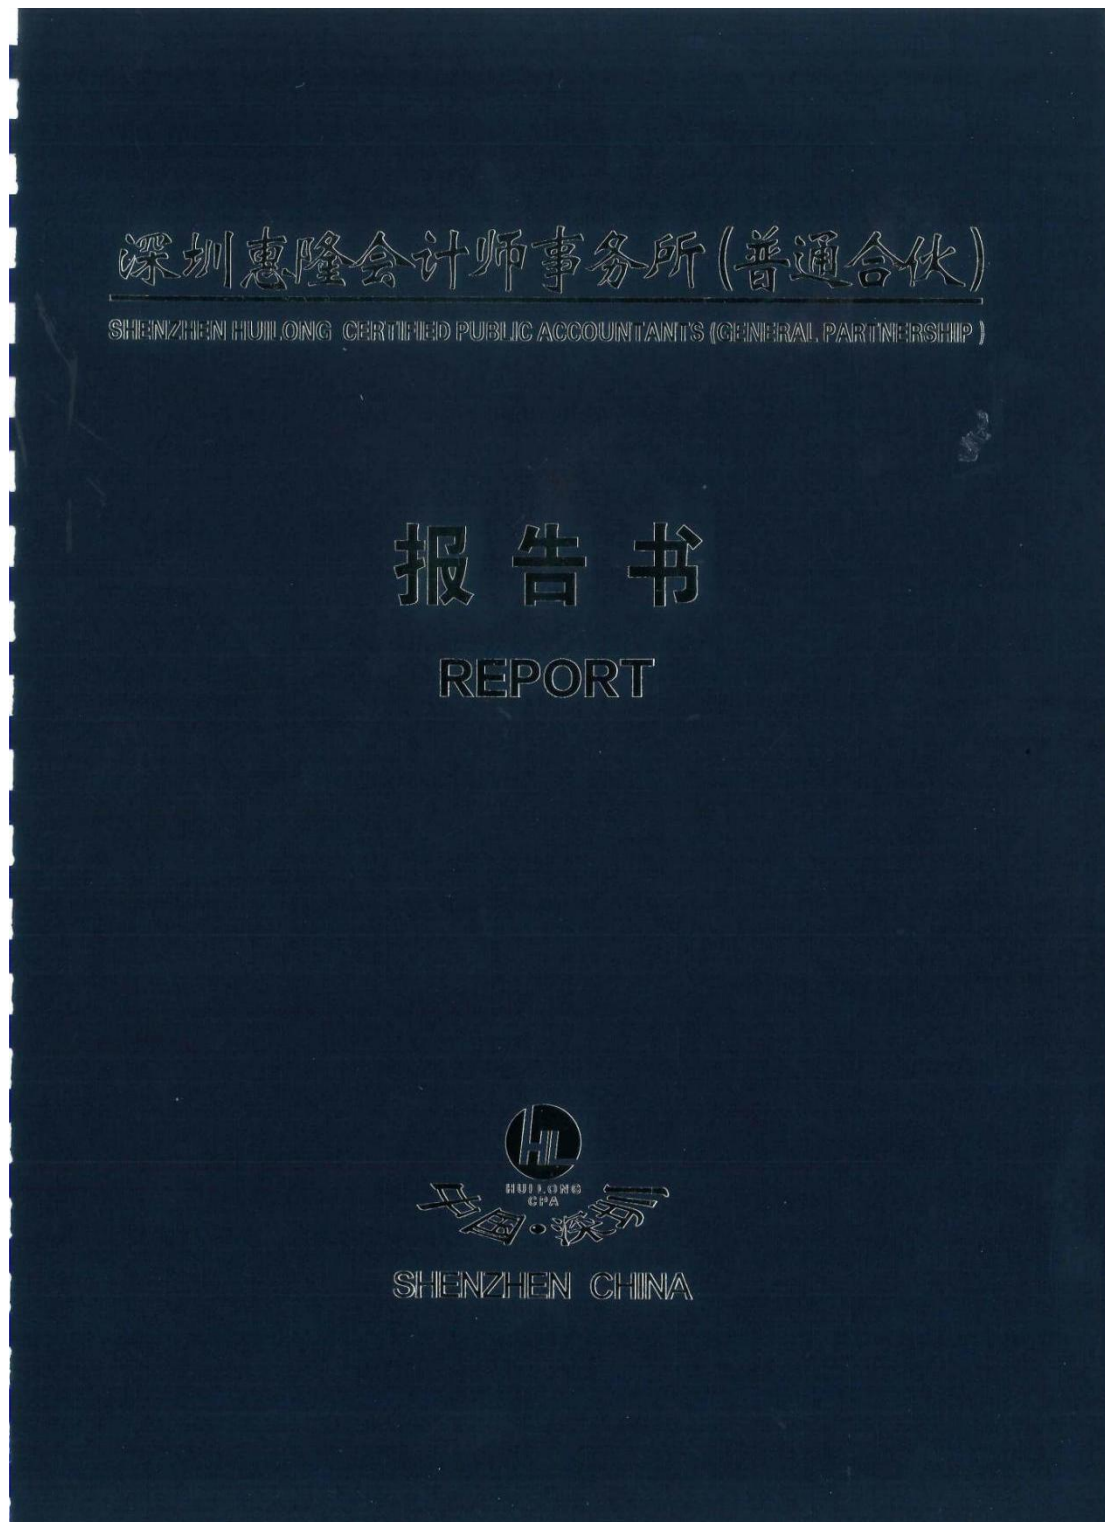 深圳惠隆会计师事务所(普通合伙)
SHENZHEN HUILONG CERTIFIED PUBLIC ACCOUNTANTS (GENERAL PARTNERSHIP)
报告书
REPORT
HL
HUILONG
CPA
中国·深圳
SHENZHEN CHINA